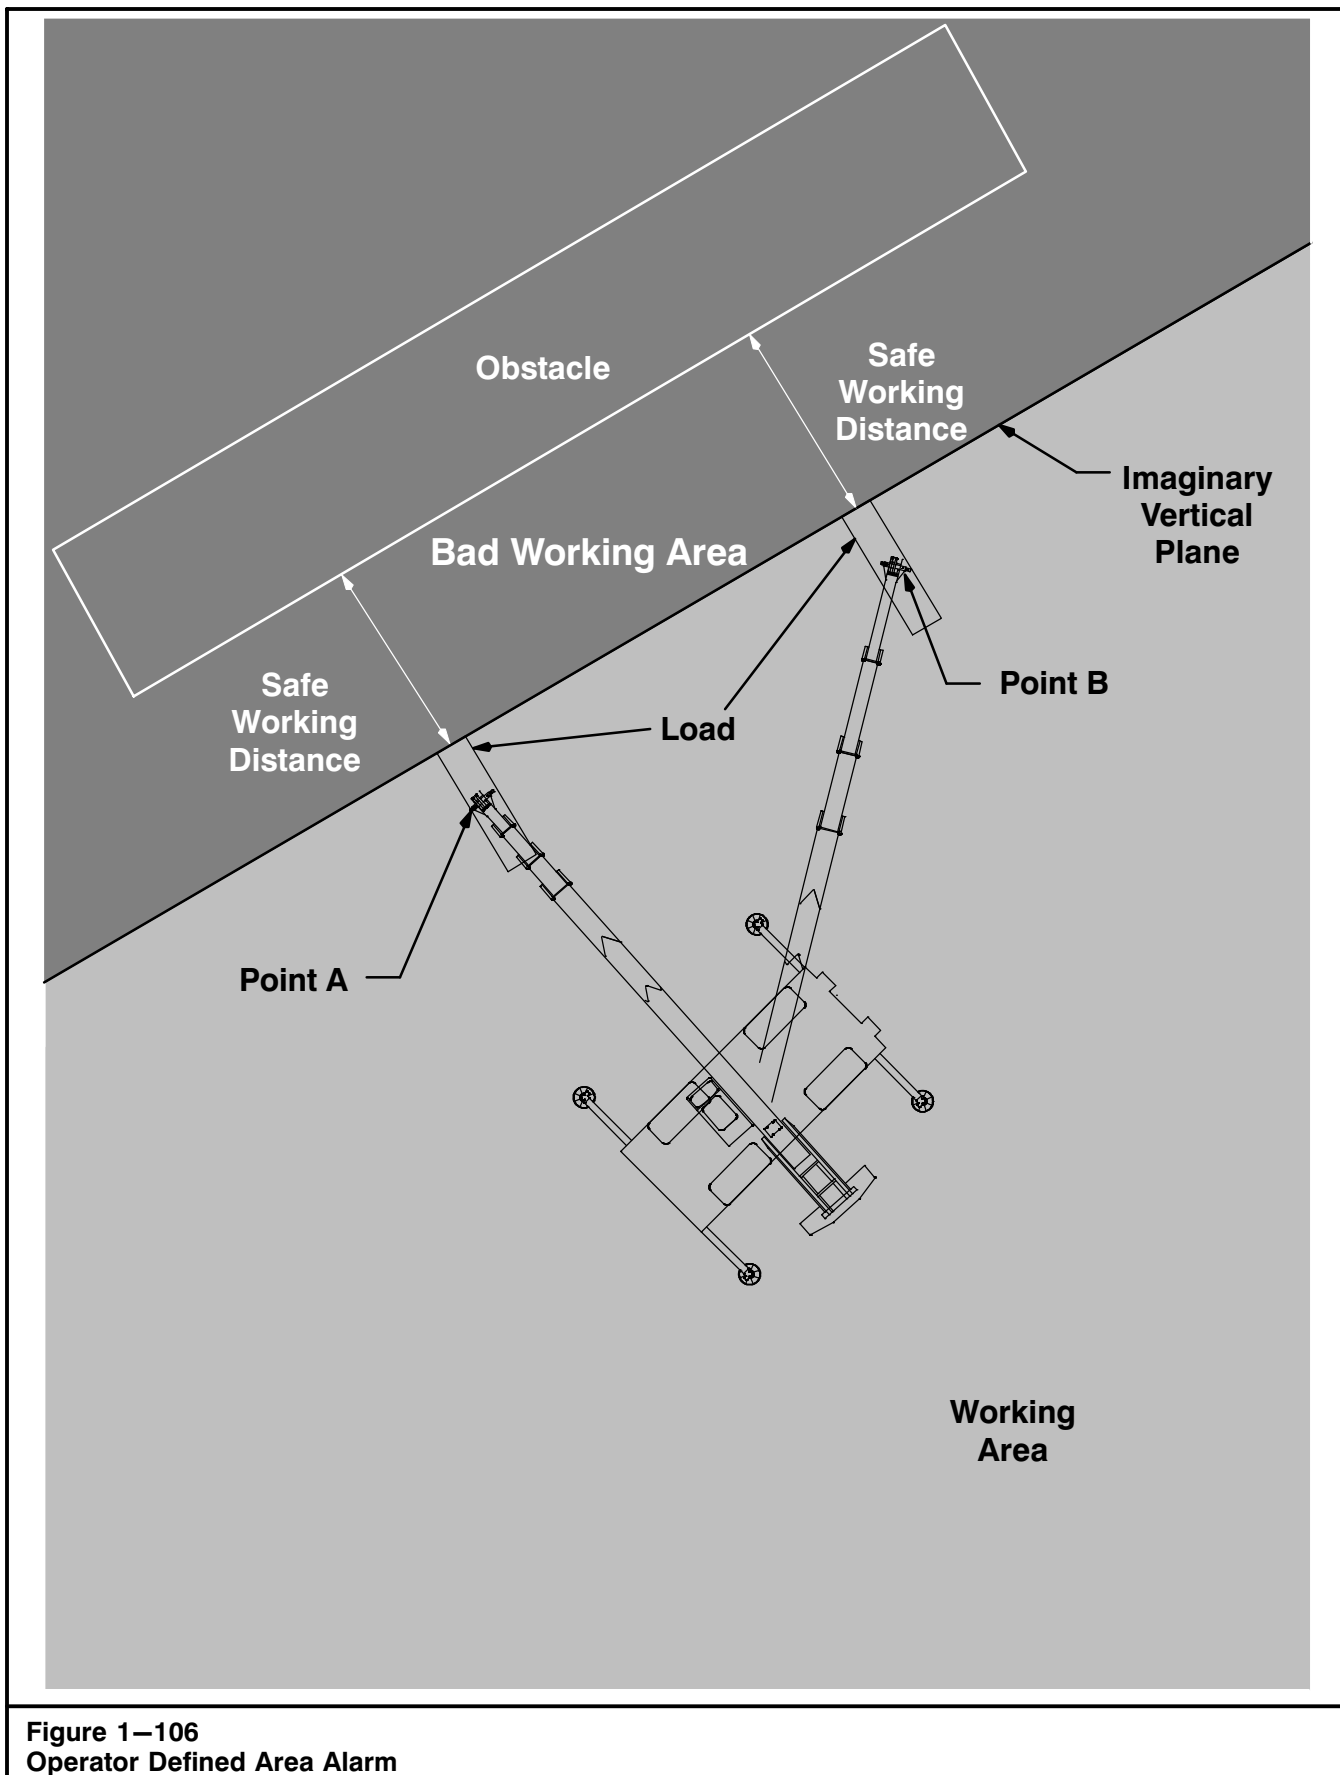 Obstacle
Safe
Working
Distance
Imaginary
Vertical
Plane
Bad Working Area
Safe
Working
Distance
Load
Point B
Point A
Working
Area
Figure 1—106
Operator Defined Area Alarm